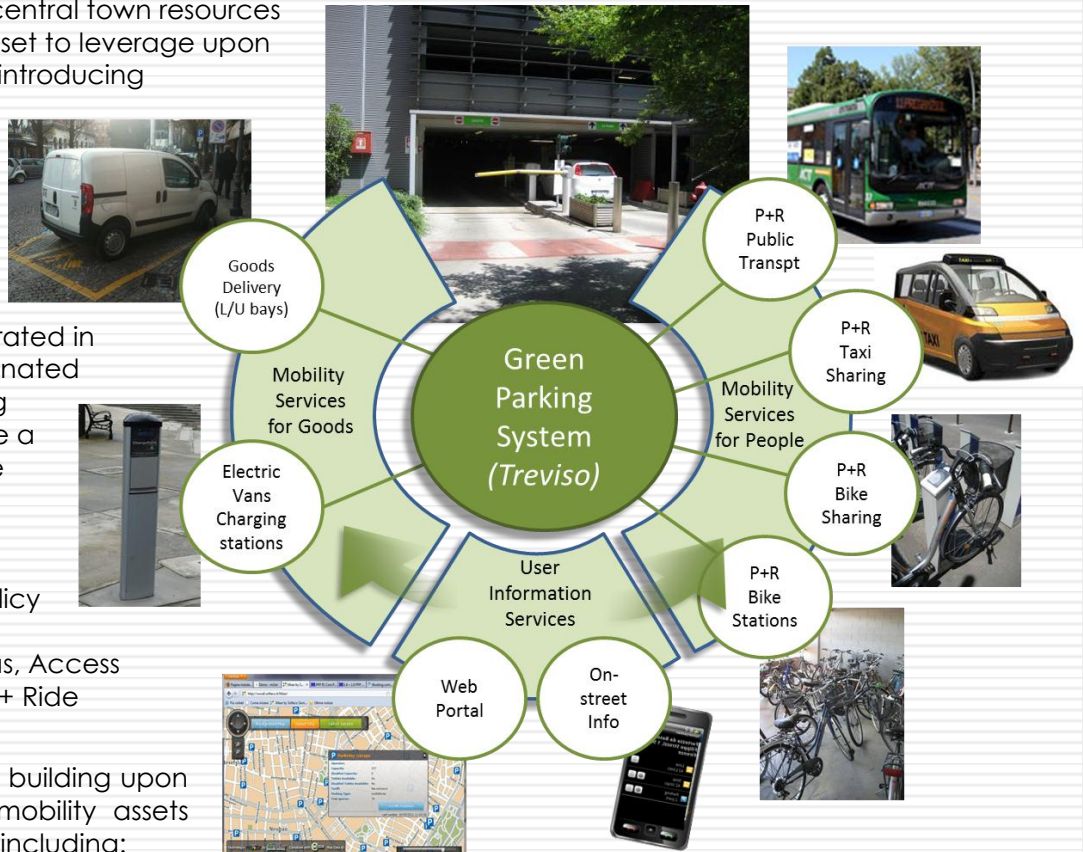 central town resources
set to leverage upon
introducing
rated in
nated
g
e a
e
licy
us, Access
+ Ride
building upon
mobility assets
including:
Goods
Delivery
(L/U bays)
Mobility
Services
for Goods
Electric
Vans
Charging
stations
Green
Parking
System
(Treviso)
P+R
Public
Transpt
P+R
Taxi
Sharing
Mobility
Services
for People
P+R
Bike
Sharing
P+R
Bike
Stations
User
Information
Services
Web
Portal
On-
street
Info
ACTT
TAXI
TAXI